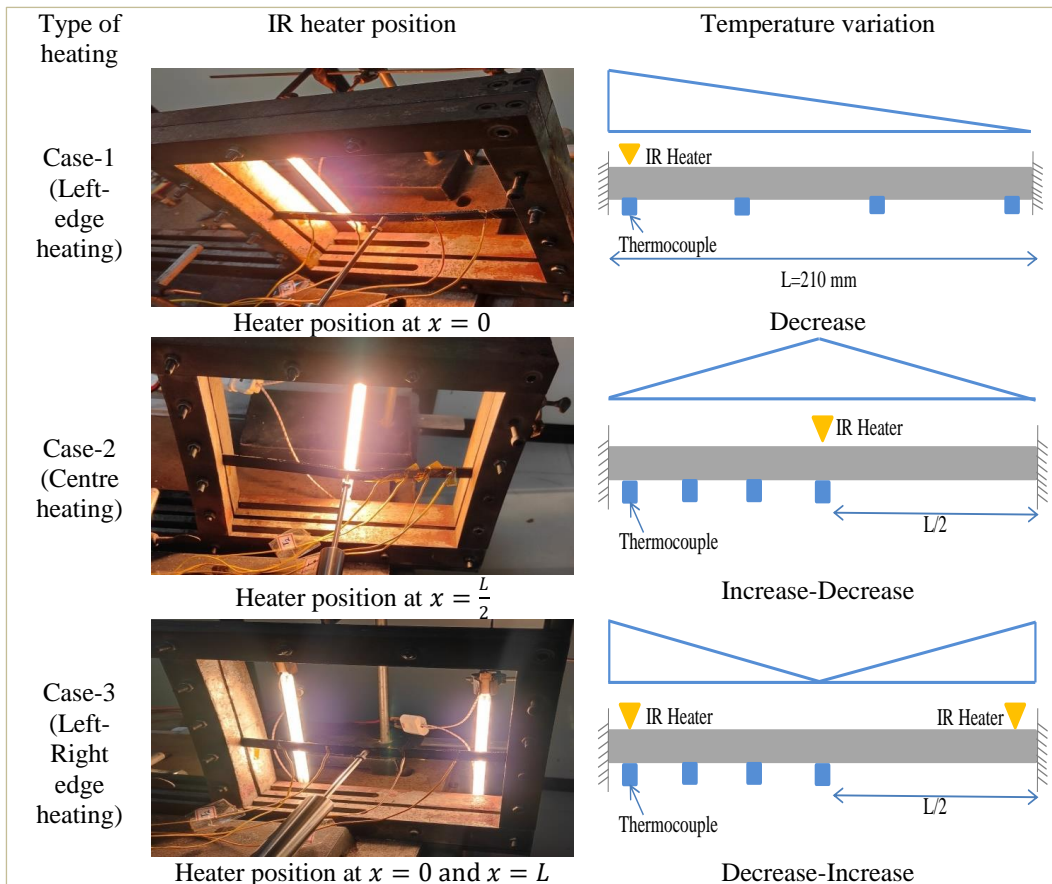 Type of heating
IR heater position
Temperature variation
Case-1
(Left-
edge
heating)
IR Heater
Thermocouple
L=210 mm
Heater position at 𝑥 = 0
Decrease
Case-2
(Centre
heating)
IR Heater
Thermocouple
L/2
Heater position at 𝑥 = L/2
Increase-Decrease
Case-3
(Left-
Right
edge
heating)
IR Heater
IR Heater
Thermocouple
L/2
Heater position at 𝑥 = 0 and 𝑥 = 𝐿
Decrease-Increase